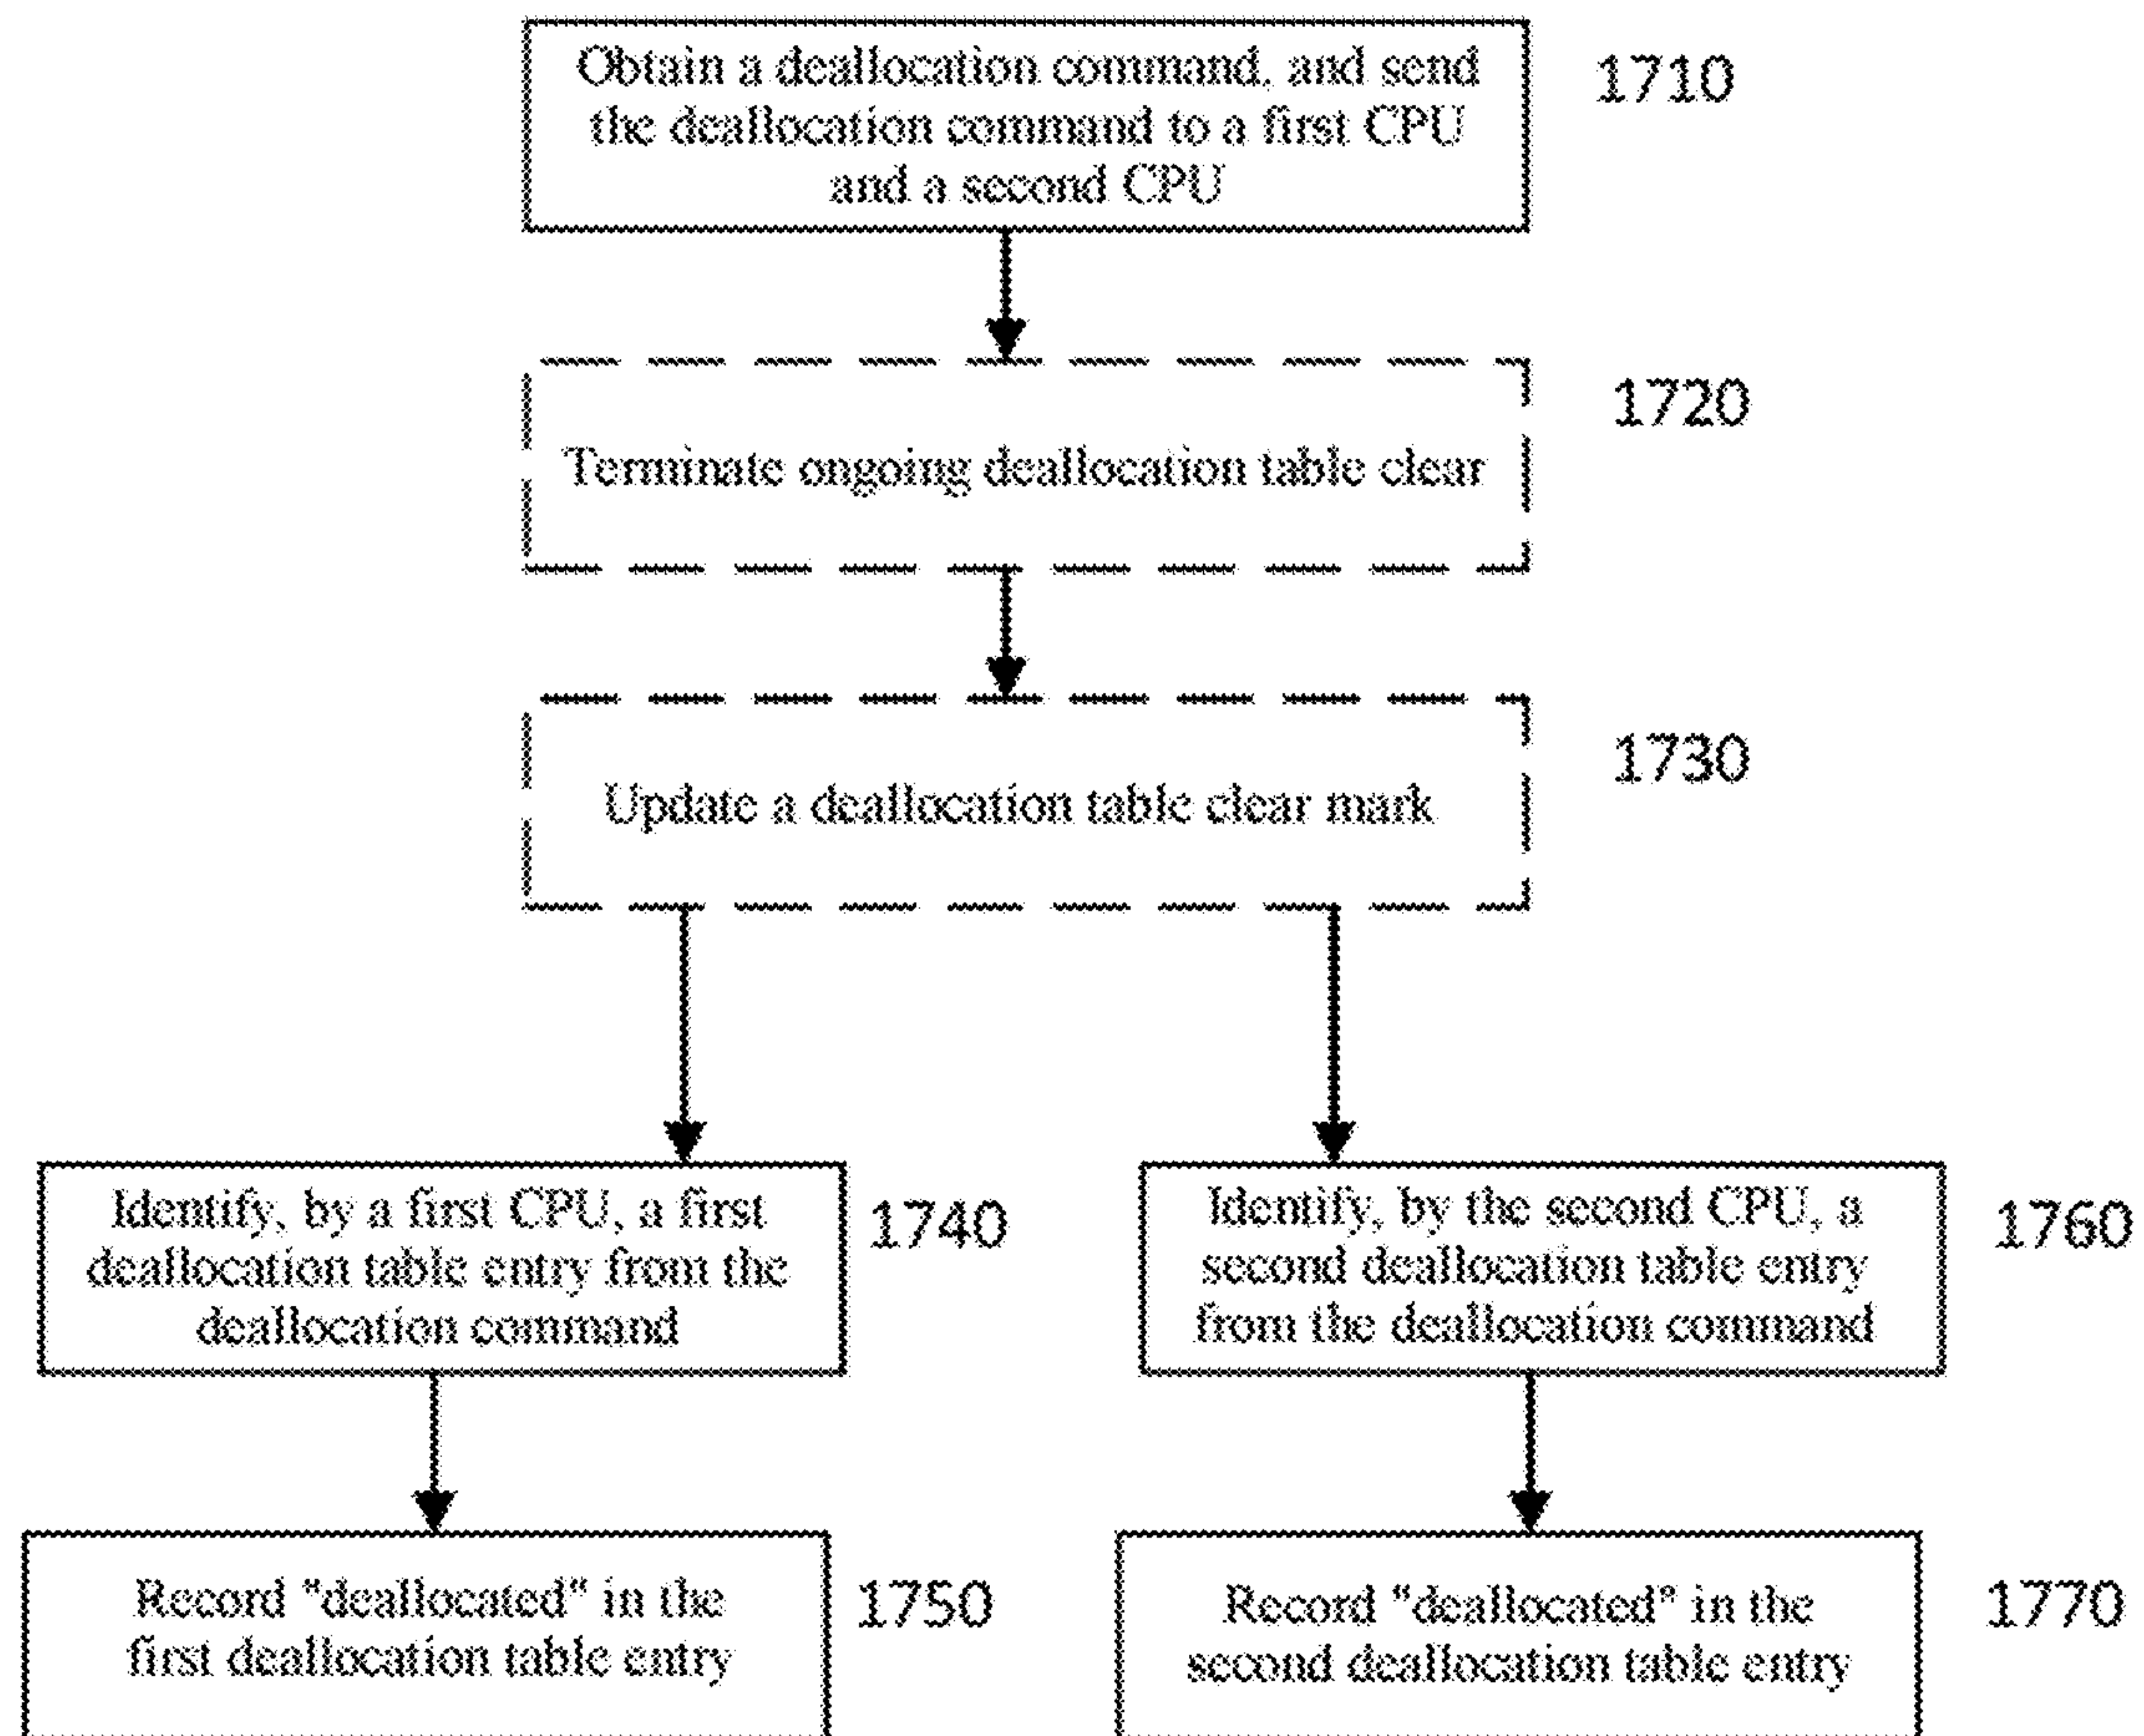 Obtain a deallocation command, and send
the deallocation command to a first CPU
and a second CPU
1710
Terminate ongoing deallocation table clear
1720
Update a deallocation table clear mark
1730
Identify, by a first CPU, a first
deallocation table entry from the
deallocation command
1740
Identify, by the second CPU, a
second deallocation table entry
from the deallocation command
1760
Record "deallocated" in the
first deallocation table entry
1750
Record "deallocated" in the
second deallocation table entry
1770